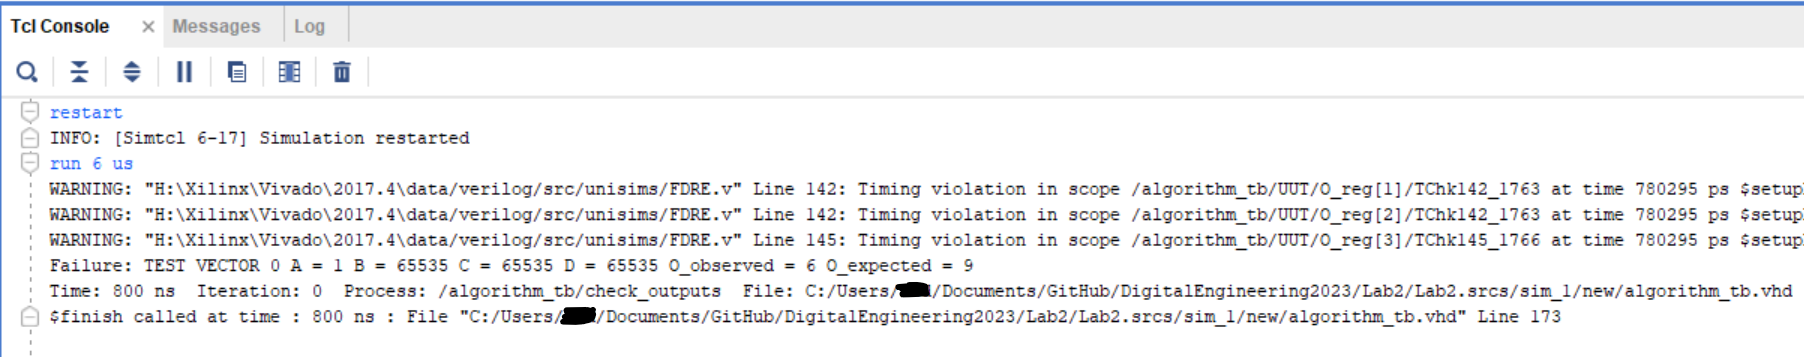 Tcl Console × Messages Log
restart
INFO: [Simtcl 6-17] Simulation restarted
run 6 us
WARNING: "H:\Xilinx\Vivado\2017.4\data/verilog/src/unisims/FDRE.v" Line 142: Timing violation in scope /algorithm_tb/UUT/O_reg[1]/TChk142_1763 at time 780295 ps $setup
WARNING: "H:\Xilinx\Vivado\2017.4\data/verilog/src/unisims/FDRE.v" Line 142: Timing violation in scope /algorithm_tb/UUT/O_reg[2]/TChk142_1763 at time 780295 ps $setup
WARNING: "H:\Xilinx\Vivado\2017.4\data/verilog/src/unisims/FDRE.v" Line 145: Timing violation in scope /algorithm_tb/UUT/O_reg[3]/TChk145_1766 at time 780295 ps $setup
Failure: TEST VECTOR 0 A = 1 B = 65535 C = 65535 D = 65535 O_observed = 6 O_expected = 9
Time: 800 ns  Iteration: 0  Process: /algorithm_tb/check_outputs  File: C:/Users/ /Documents/GitHub/DigitalEngineering2023/Lab2/Lab2.srcs/sim_1/new/algorithm_tb.vhd
$finish called at time : 800 ns : File "C:/Users/ /Documents/GitHub/DigitalEngineering2023/Lab2/Lab2.srcs/sim_1/new/algorithm_tb.vhd" Line 173